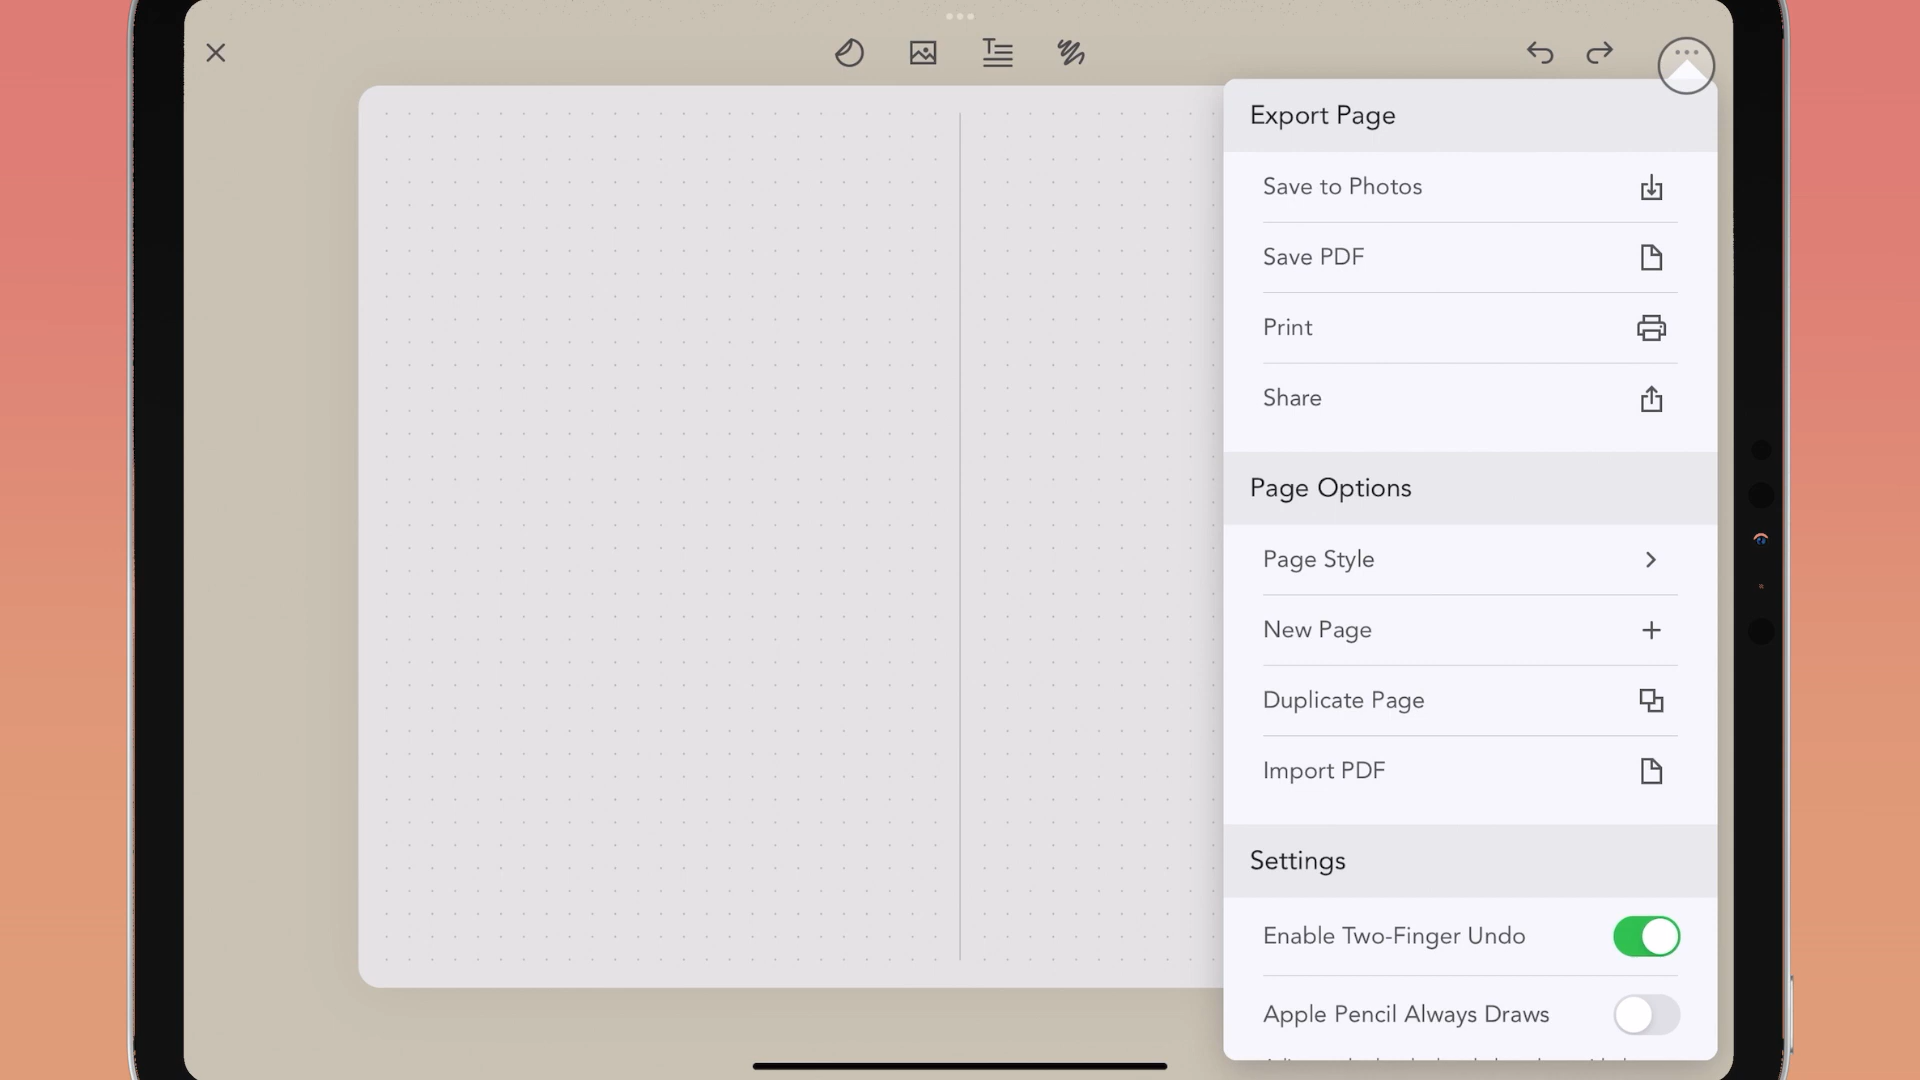 Export Page
Save to Photos
Save PDF
Print
Share
Page Options
Page Style
New Page
Duplicate Page
Import PDF
Settings
Enable Two-Finger Undo
Apple Pencil Always Draws